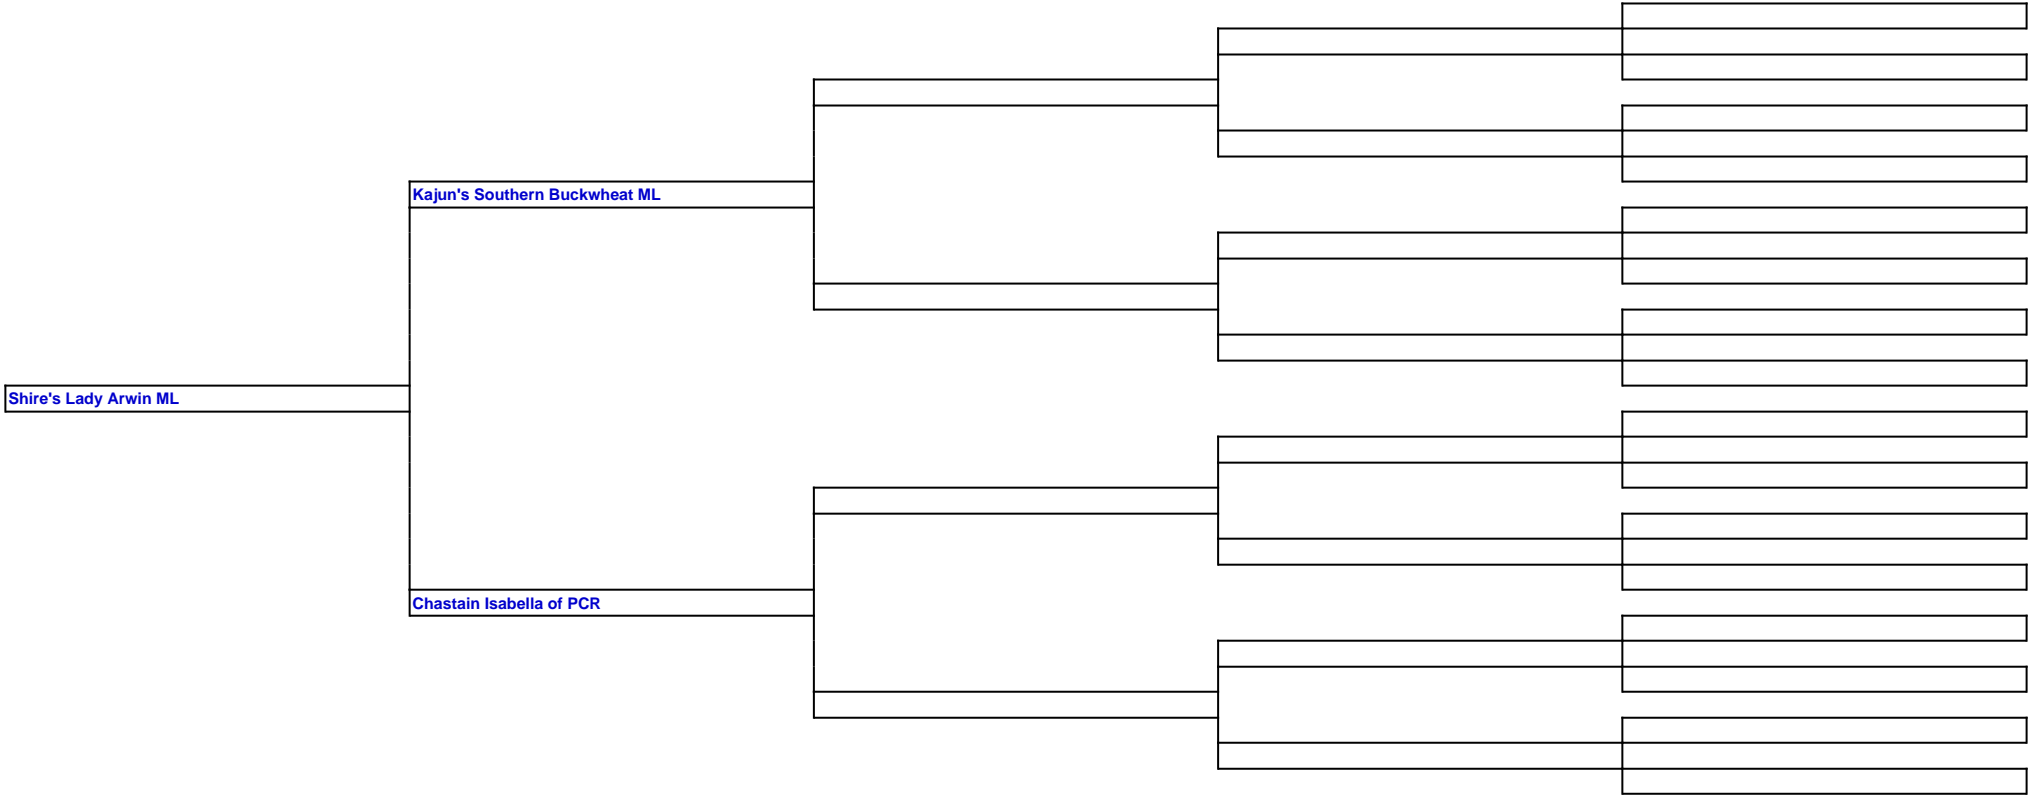 Kajun's Southern Buckwheat ML
Shire's Lady Arwin ML
Chastain Isabella of PCR